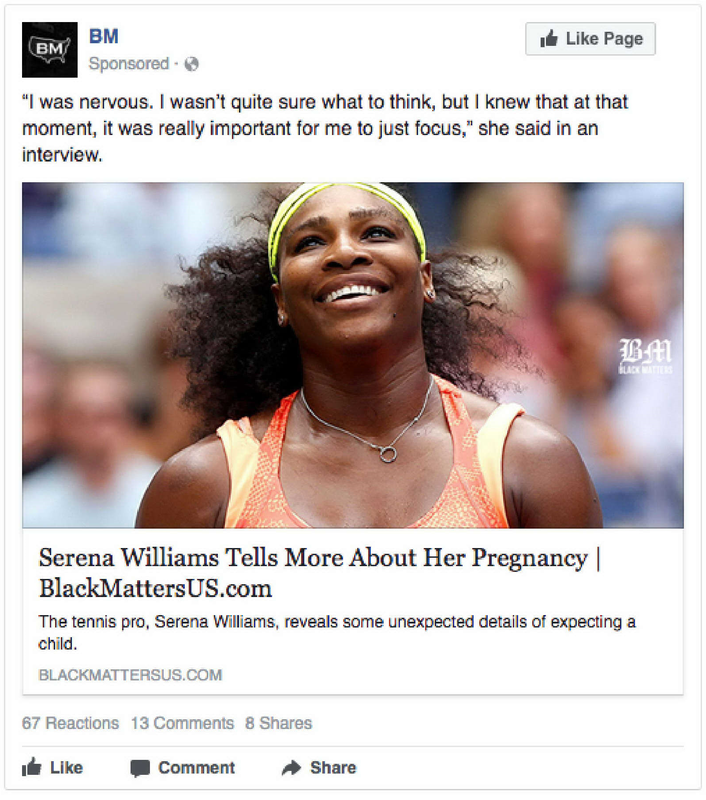 BM
BM
Like Page
Sponsored ·
“I was nervous. I wasn’t quite sure what to think, but I knew that at that
moment, it was really important for me to just focus,” she said in an
interview.
BM
BLACK MATTERS
Serena Williams Tells More About Her Pregnancy |
BlackMattersUS.com
The tennis pro, Serena Williams, reveals some unexpected details of expecting a
child.
BLACKMATTERSUS.COM
67 Reactions 13 Comments 8 Shares
Like Comment Share